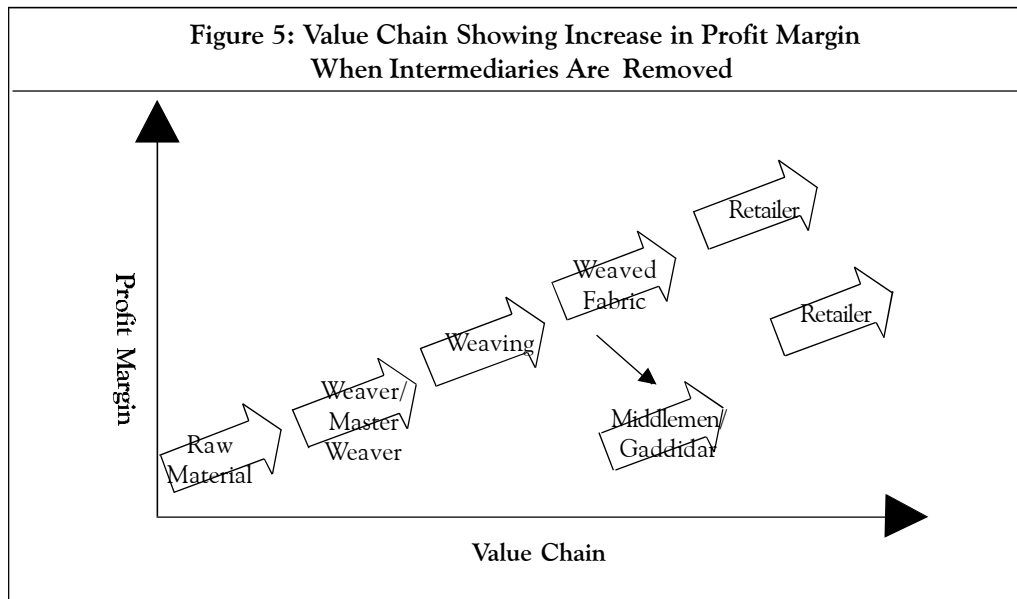 Figure 5: Value Chain Showing Increase in Profit Margin
When Intermediaries Are Removed
Profit Margin
Retailer
Weaved
Fabric
Retailer
Weaving
Weaver/
Master
Weaver
Middlemen/
Gaddidar
Raw
Material
Value Chain